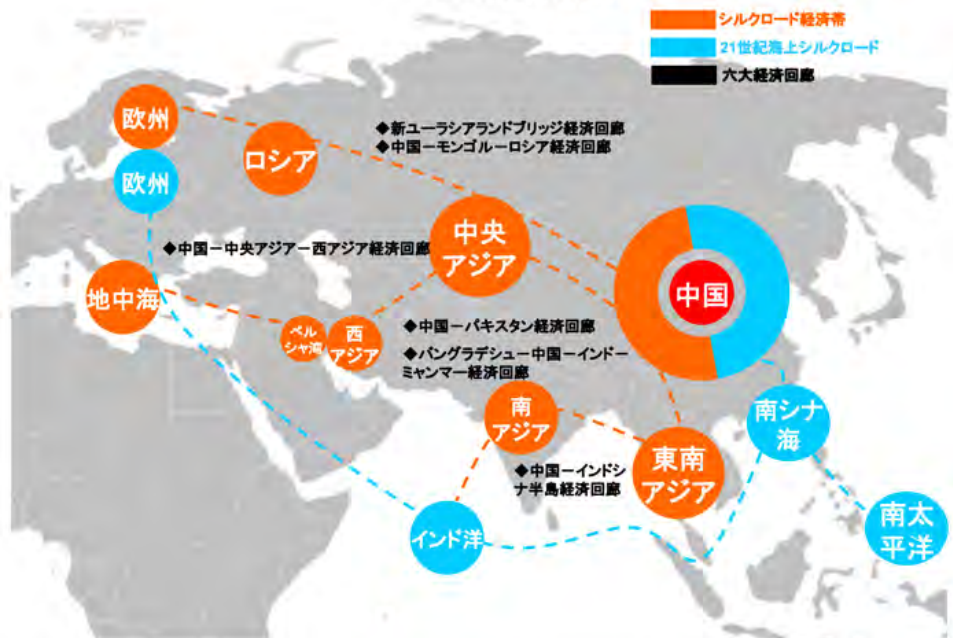 シルクロード経済帯
21世紀海上シルクロード
六大経済回廊
欧州
欧州
ロシア
◆新ユーラシアランドブリッジ経済回廊
◆中国ー モンゴルーロシア経済回廊
◆中国－中央アジア－西アジア経済回廊
中央
アジア
中国
地中海
ペル
シャ湾
西
アジア
◆中国－パキスタン経済回廊
◆バングラデシュー中国－インドー
ミャンマー経済回廊
南
アジア
南シナ
海
◆中国－インドシ
ナ半島経済回廊
東南
アジア
インド洋
南太
平洋